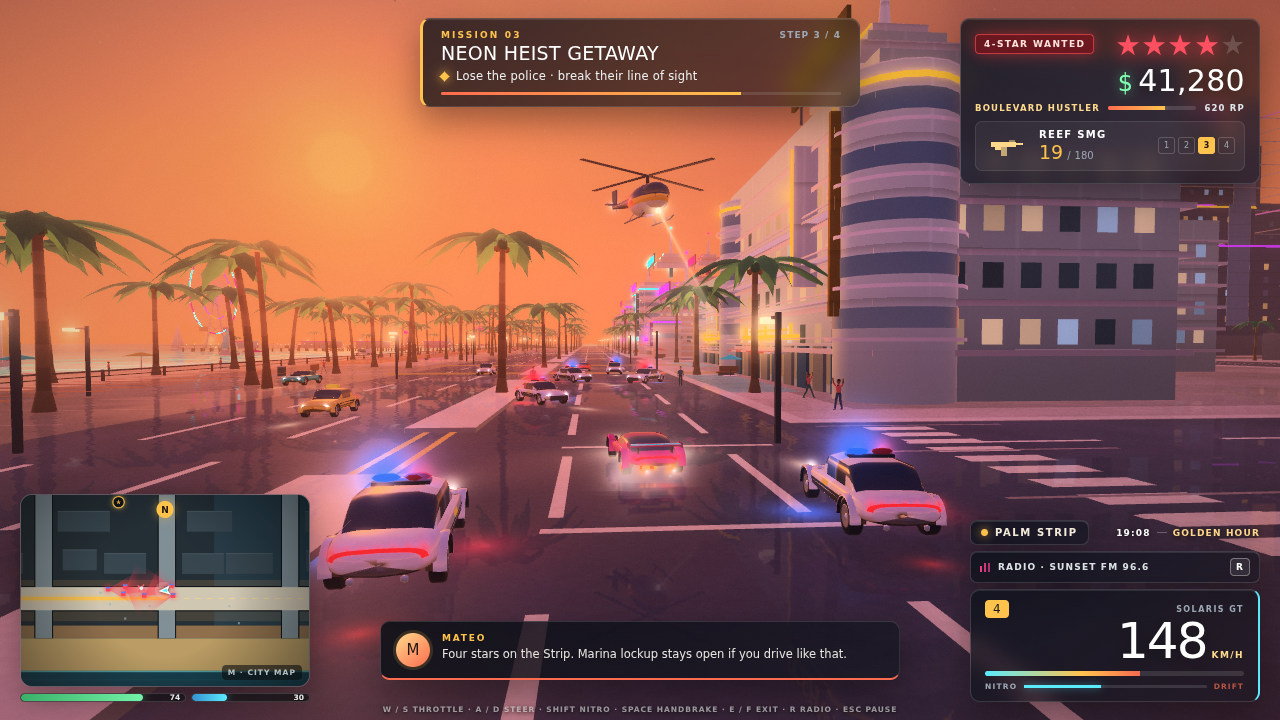 MISSION 03
STEP 3 / 4
NEON HEIST GETAWAY
Lose the police · break their line of sight
4-STAR WANTED
$ 41,280
BOULEVARD HUSTLER
620 RP
REEF SMG
19 / 180
1 2 3 4
N
M · CITY MAP
74
30
M
MATEO
Four stars on the Strip. Marina lockup stays open if you drive like that.
PALM STRIP
19:08 — GOLDEN HOUR
RADIO · SUNSET FM 96.6
R
4
SOLARIS GT
148 KM/H
NITRO
DRIFT
W / S THROTTLE · A / D STEER · SHIFT NITRO · SPACE HANDBRAKE · E / F EXIT · R RADIO · ESC PAUSE